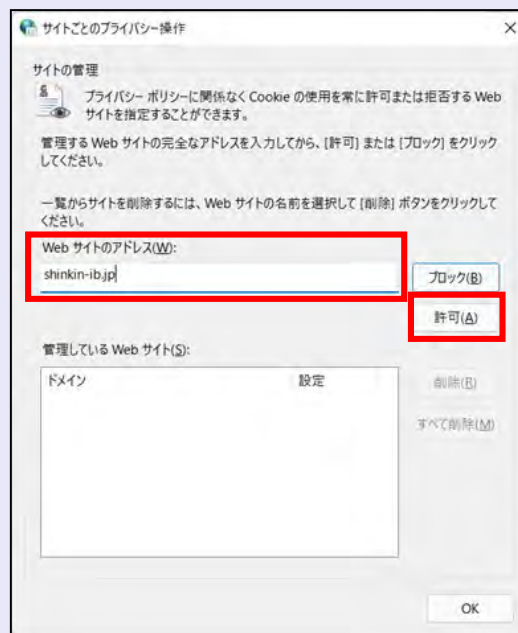 サイトごとのプライバシー操作
サイトの管理
プライバシー ポリシーに関係なく Cookie の使用を常に許可または拒否する Web
サイトを指定することができます。
管理する Web サイトの完全なアドレスを入力してから、[許可] または [ブロック] をクリック
してください。
一覧からサイトを削除するには、Web サイトの名前を選択して [削除] ボタンをクリックして
ください。
Web サイトのアドレス(W):
shinkin-ib.jp
ブロック(B)
許可(A)
管理している Web サイト(S):
ドメイン 設定
削除(R)
すべて削除(M)
OK